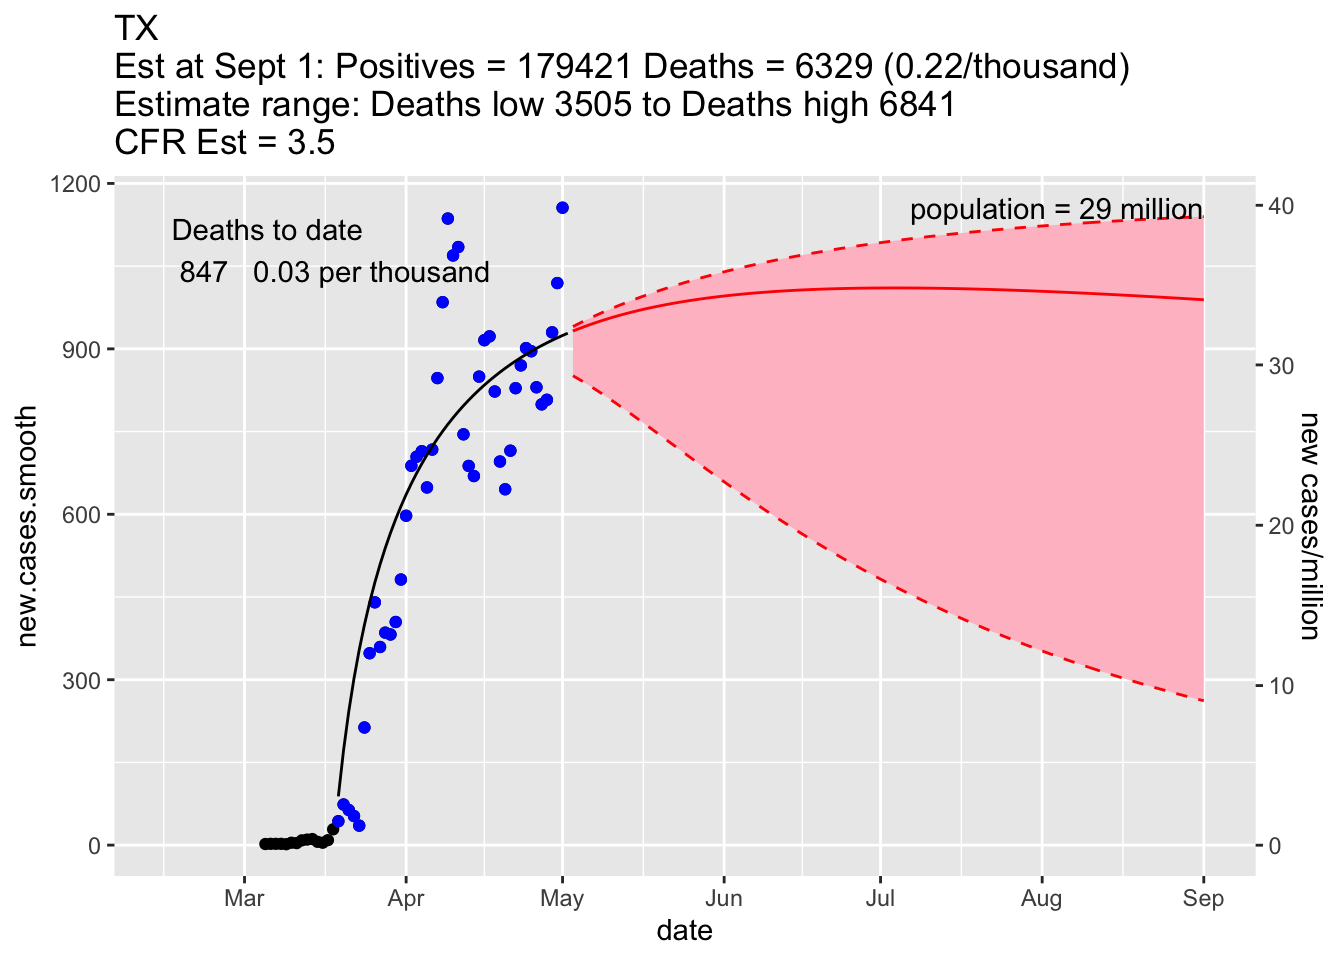 TX
Est at Sept 1: Positives = 179421 Deaths = 6329 (0.22/thousand)
Estimate range: Deaths low 3505 to Deaths high 6841
CFR Est = 3.5
Deaths to date
847 0.03 per thousand
population = 29 million
1200
900
600
300
0
new.cases.smooth
40
30
20
10
0
new cases/million
Mar Apr May Jun Jul Aug Sep
date